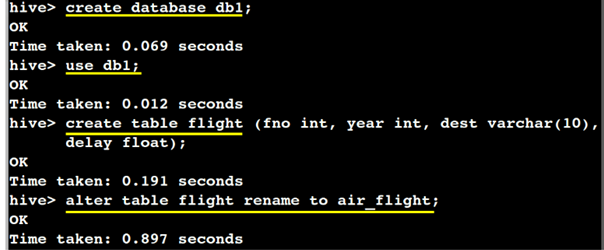 hive> create database db1;
OK
Time taken: 0.069 seconds
hive> use db1;
OK
Time taken: 0.012 seconds
hive> create table flight (fno int, year int, dest varchar(10),
delay float);
OK
Time taken: 0.191 seconds
hive> alter table flight rename to air_flight;
OK
Time taken: 0.897 seconds